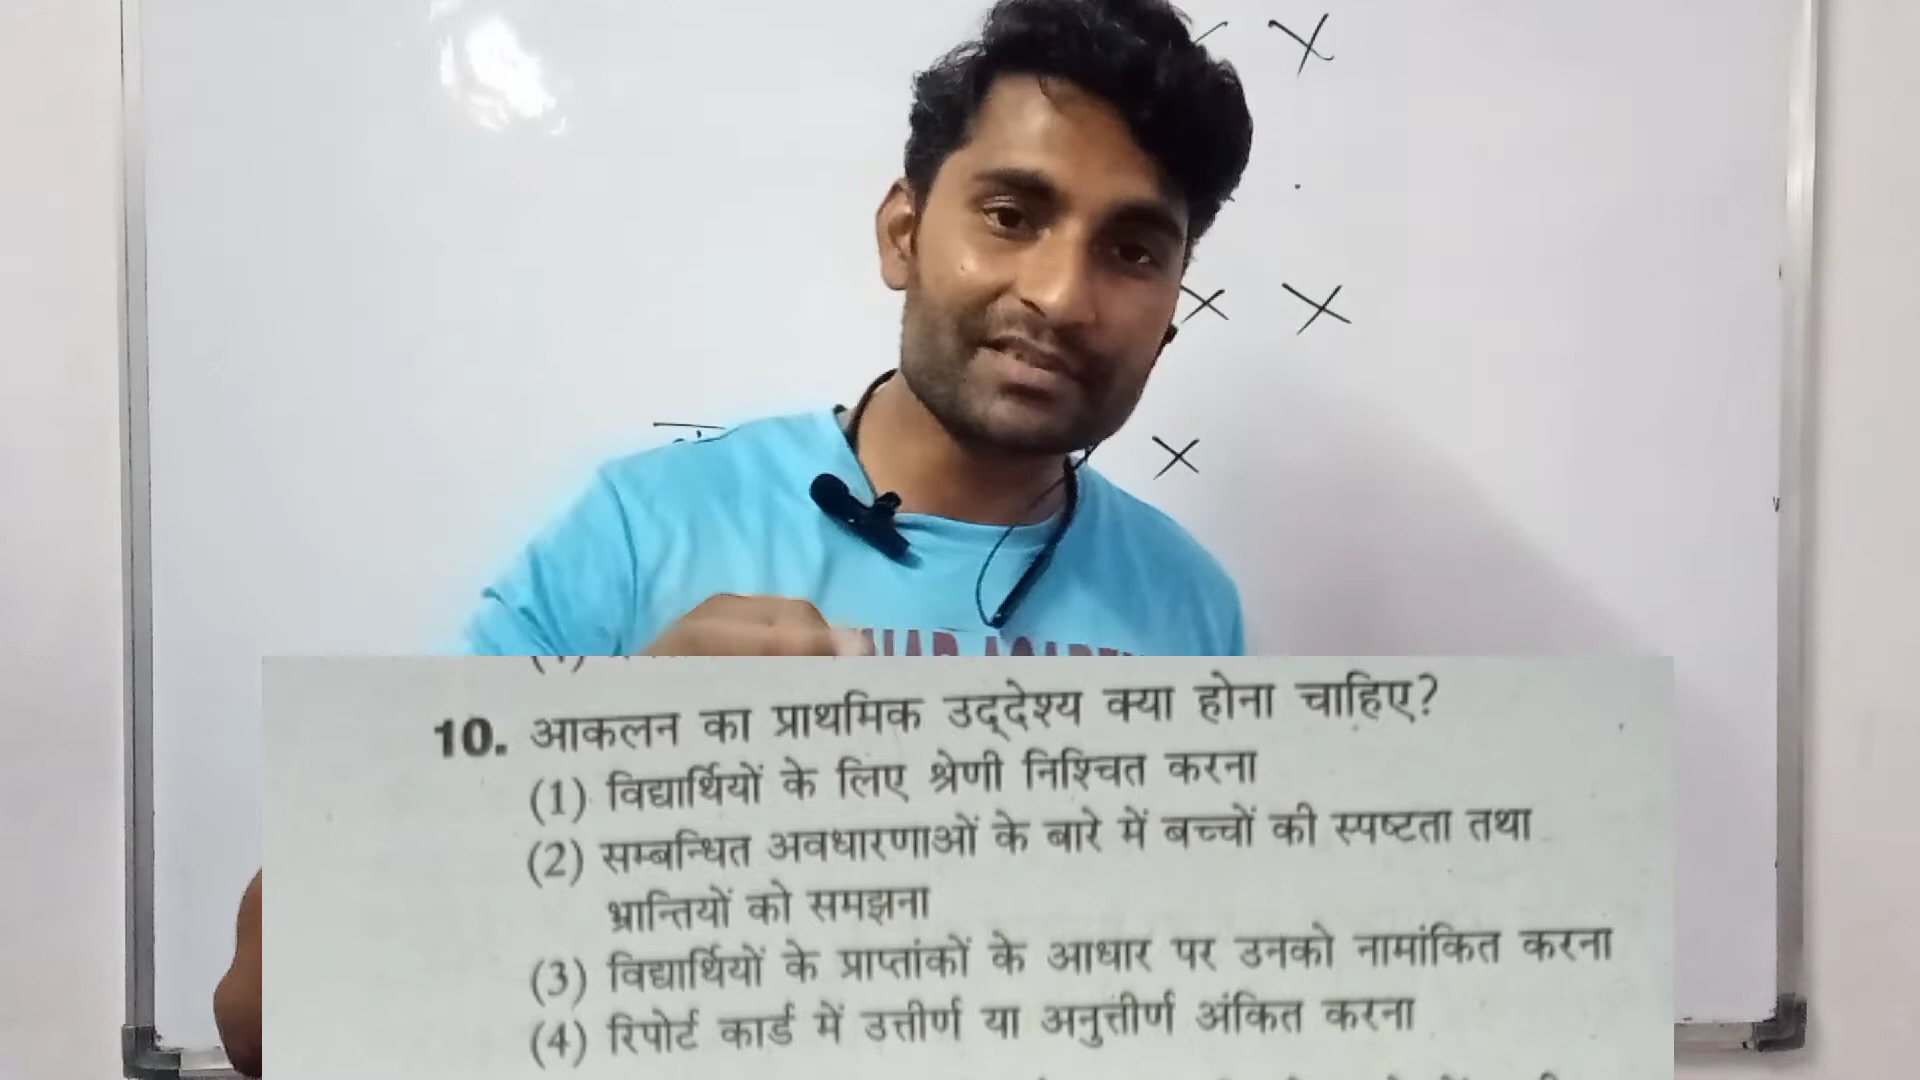 10. आकलन का प्राथमिक उद्देश्य क्या होना चाहिए?
(1) विद्यार्थियों के लिए श्रेणी निश्चित करना
(2) सम्बन्धित अवधारणाओं के बारे में बच्चों की स्पष्टता तथा
भ्रान्तियों को समझना
(3) विद्यार्थियों के प्राप्तांकों के आधार पर उनको नामांकित करना
(4) रिपोर्ट कार्ड में उत्तीर्ण या अनुत्तीर्ण अंकित करना